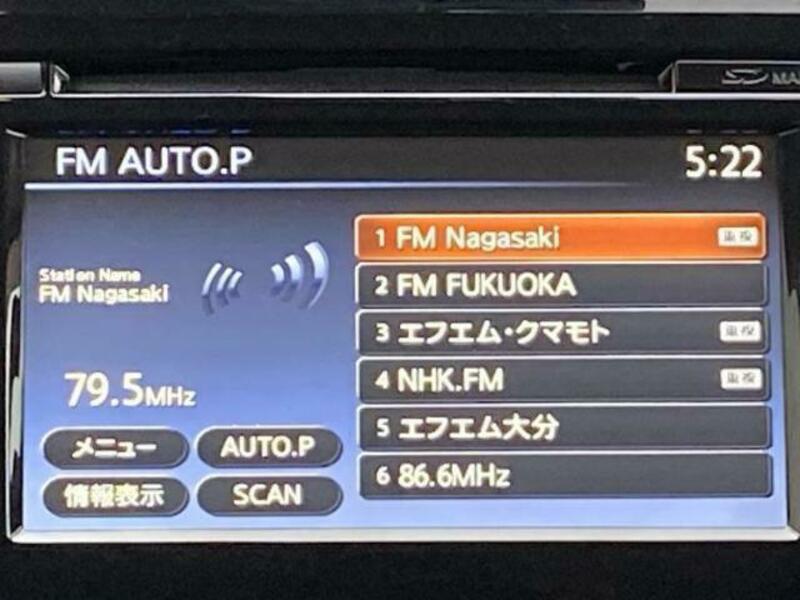 FM AUTO.P
5:22
Station Name
FM Nagasaki
79.5MHz
メニュー
AUTO.P
情報表示
SCAN
1 FM Nagasaki
2 FM FUKUOKA
3 エフエム・クマモト
4 NHK.FM
5 エフエム大分
6 86.6MHz